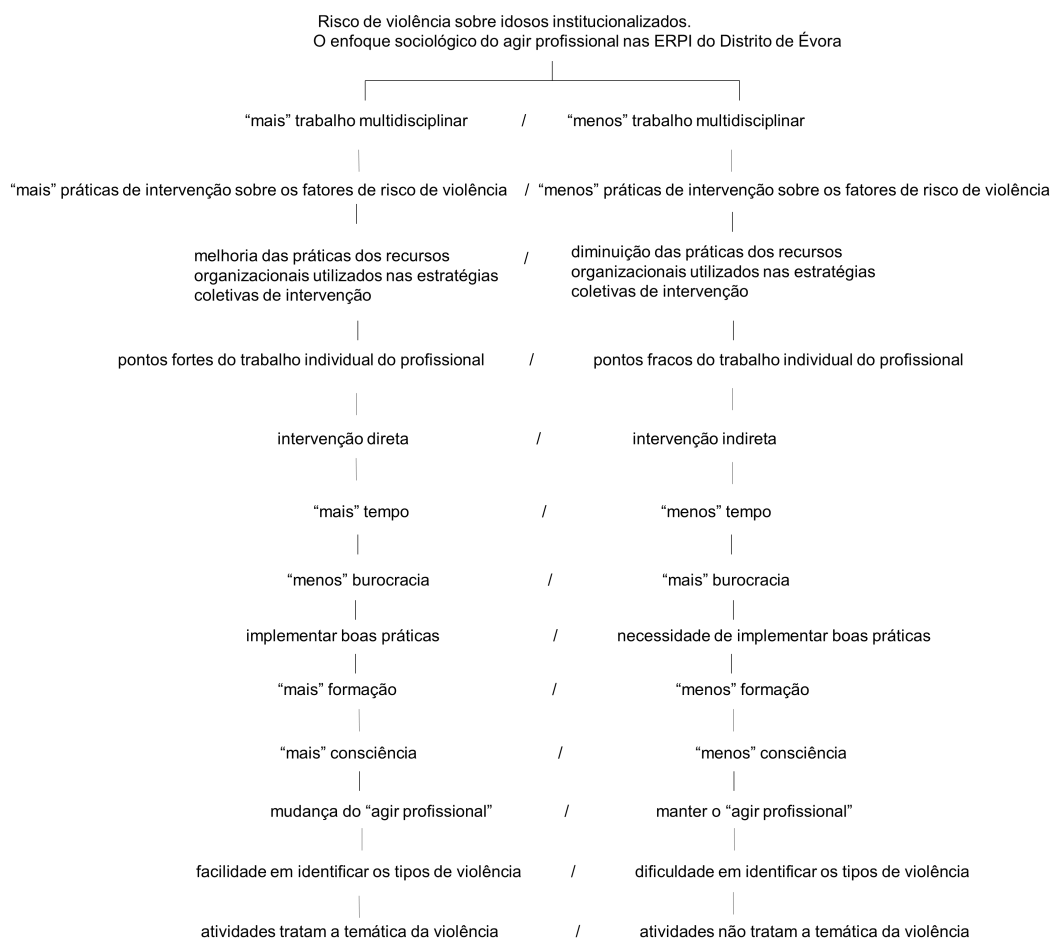 Risco de violência sobre idosos institucionalizados.
O enfoque sociológico do agir profissional nas ERPI do Distrito de Évora
“mais” trabalho multidisciplinar / “menos” trabalho multidisciplinar
“mais” práticas de intervenção sobre os fatores de risco de violência / “menos” práticas de intervenção sobre os fatores de risco de violência
melhoria das práticas dos recursos
organizacionais utilizados nas estratégias
coletivas de intervenção
/
diminuição das práticas dos recursos
organizacionais utilizados nas estratégias
coletivas de intervenção
pontos fortes do trabalho individual do profissional / pontos fracos do trabalho individual do profissional
intervenção direta / intervenção indireta
“mais” tempo / “menos” tempo
“menos” burocracia / “mais” burocracia
implementar boas práticas / necessidade de implementar boas práticas
“mais” formação / “menos” formação
“mais” consciência / “menos” consciência
mudança do “agir profissional” / manter o “agir profissional”
facilidade em identificar os tipos de violência / dificuldade em identificar os tipos de violência
atividades tratam a temática da violência / atividades não tratam a temática da violência